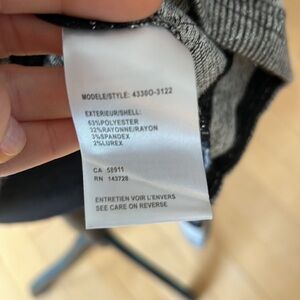 MODELE/STYLE: 4336O-3122
EXTERIEUR/SHELL:
63%POLYESTER
32%RAYONNE/RAYON
3%SPANDEX
2%LUREX
CA 58911
RN 143728
ENTRETIEN VOIR L'ENVERS
SEE CARE ON REVERSE